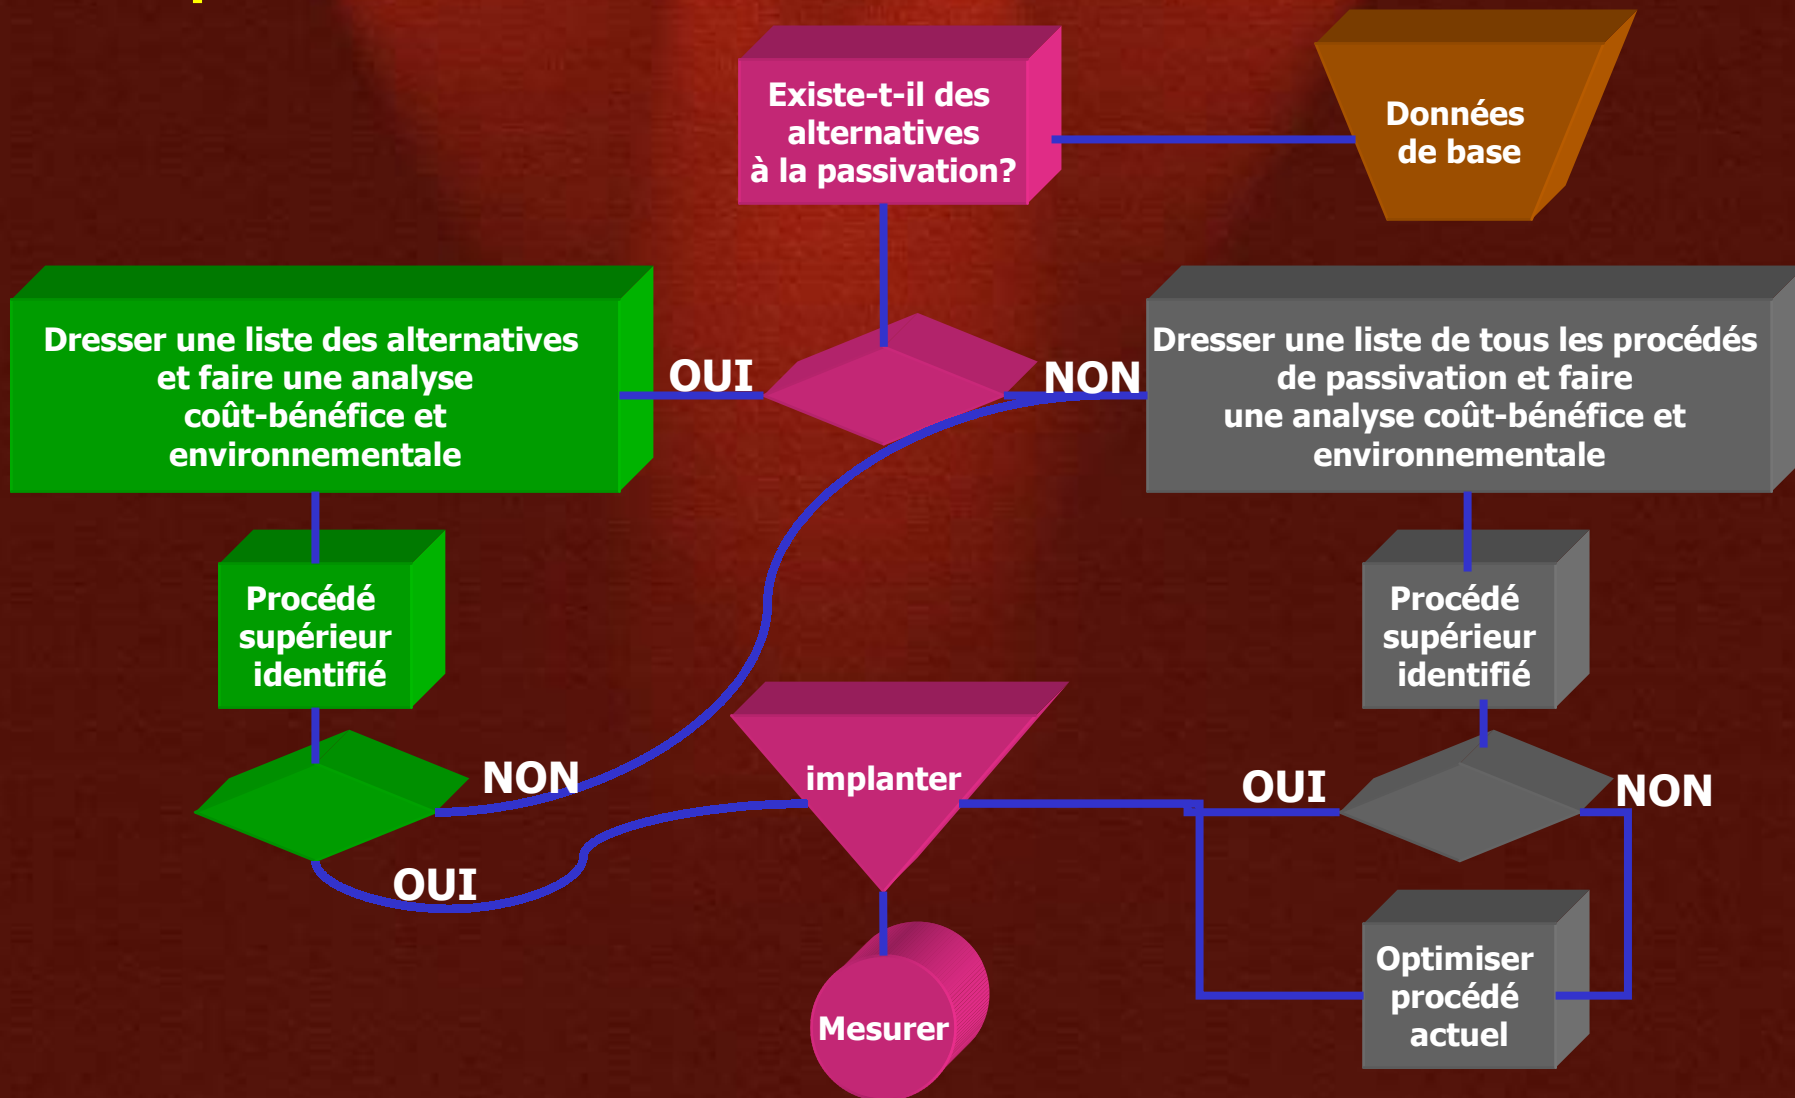 Existe-t-il des
alternatives
à la passivation?
Données
de base
Dresser une liste des alternatives
et faire une analyse
coût-bénéfice et
environnementale
OUI
NON
Dresser une liste de tous les procédés
de passivation et faire
une analyse coût-bénéfice et
environnementale
Procédé
supérieur
identifié
Procédé
supérieur
identifié
NON
OUI
implanter
OUI
NON
Mesurer
Optimiser
procédé
actuel